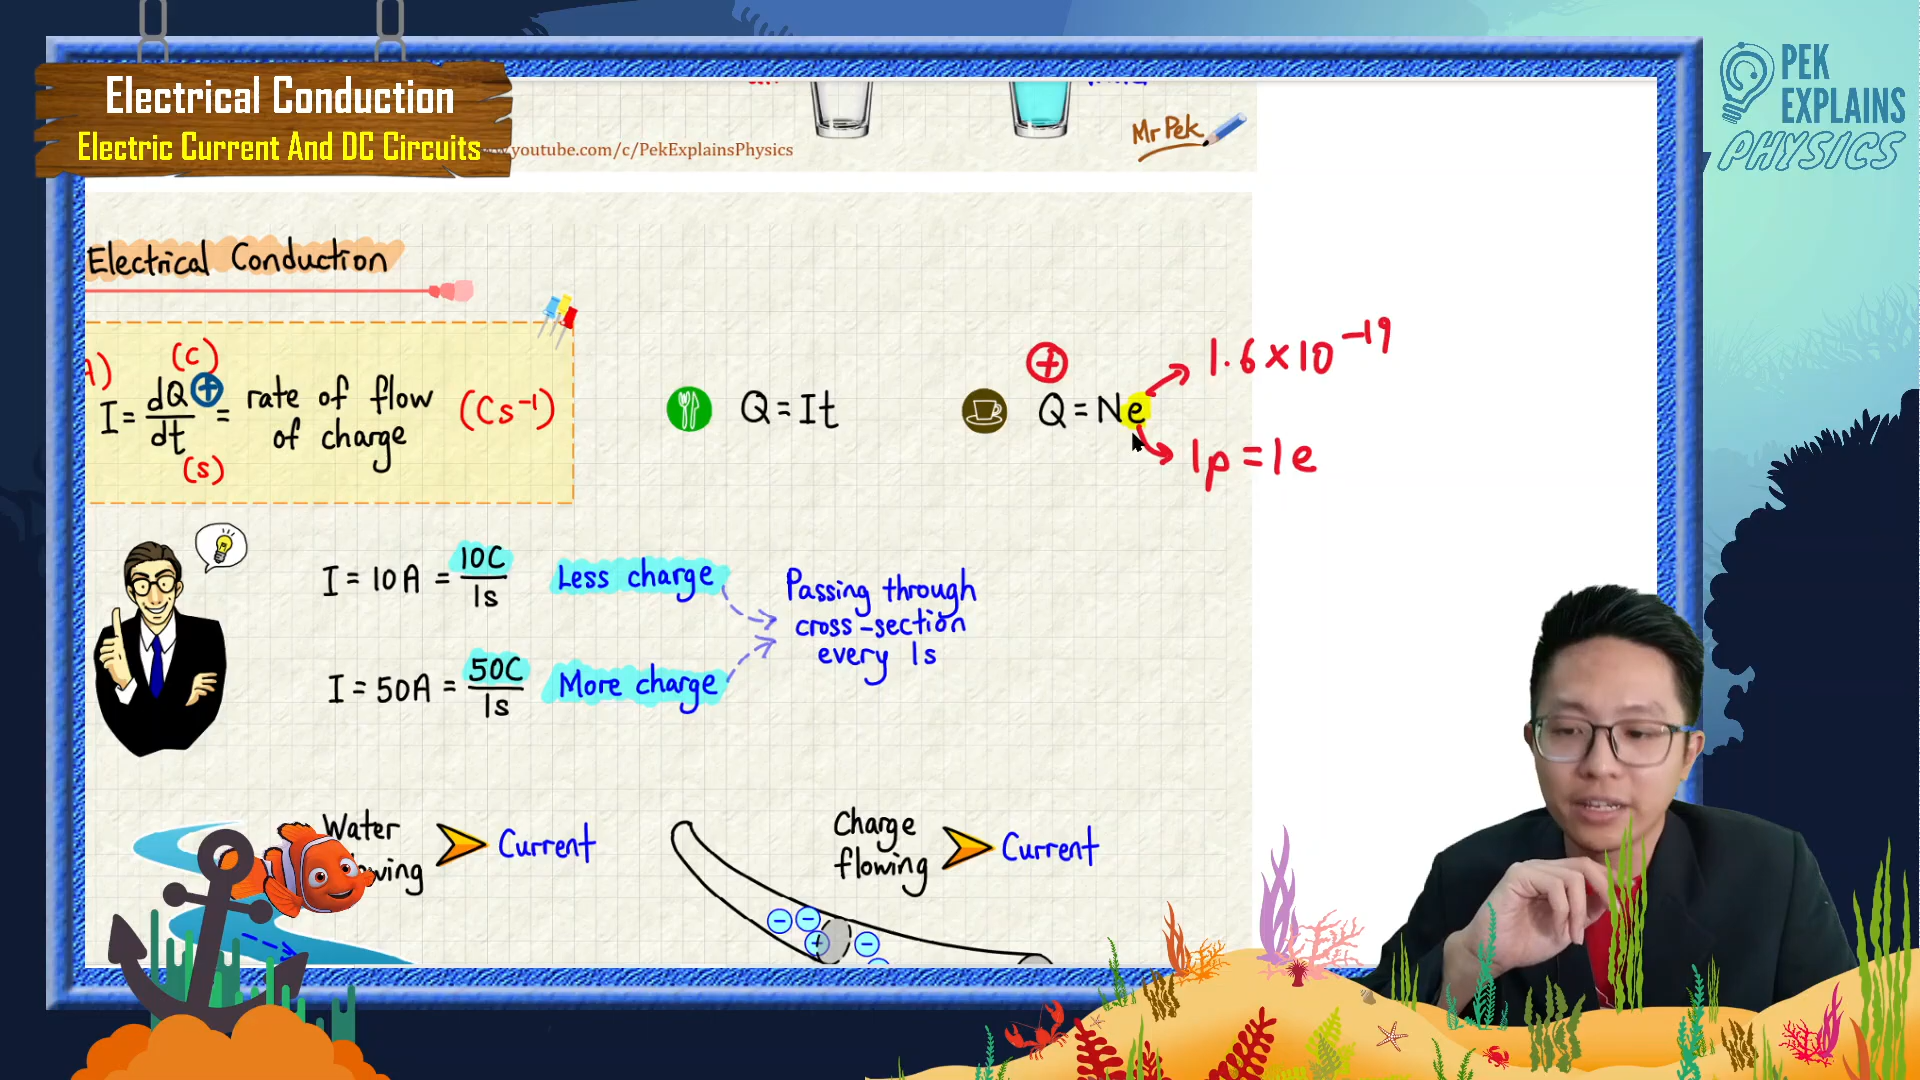 Electrical Conduction
Electric Current And DC Circuits
PEK
EXPLAINS
PHYSICS
Mr Pek
w.youtube.com/c/PekExplainsPhysics
Electrical Conduction
I = dQ/dt = rate of flow of charge (Cs⁻¹)
(C)
(s)
Q = It
Q = Ne
+
1.6 × 10⁻¹⁹
1p = 1e
I = 10A = 10C/1s
Less charge
I = 50A = 50C/1s
More charge
Passing through
cross-section
every 1s
Water
Current
Charge
flowing
Current